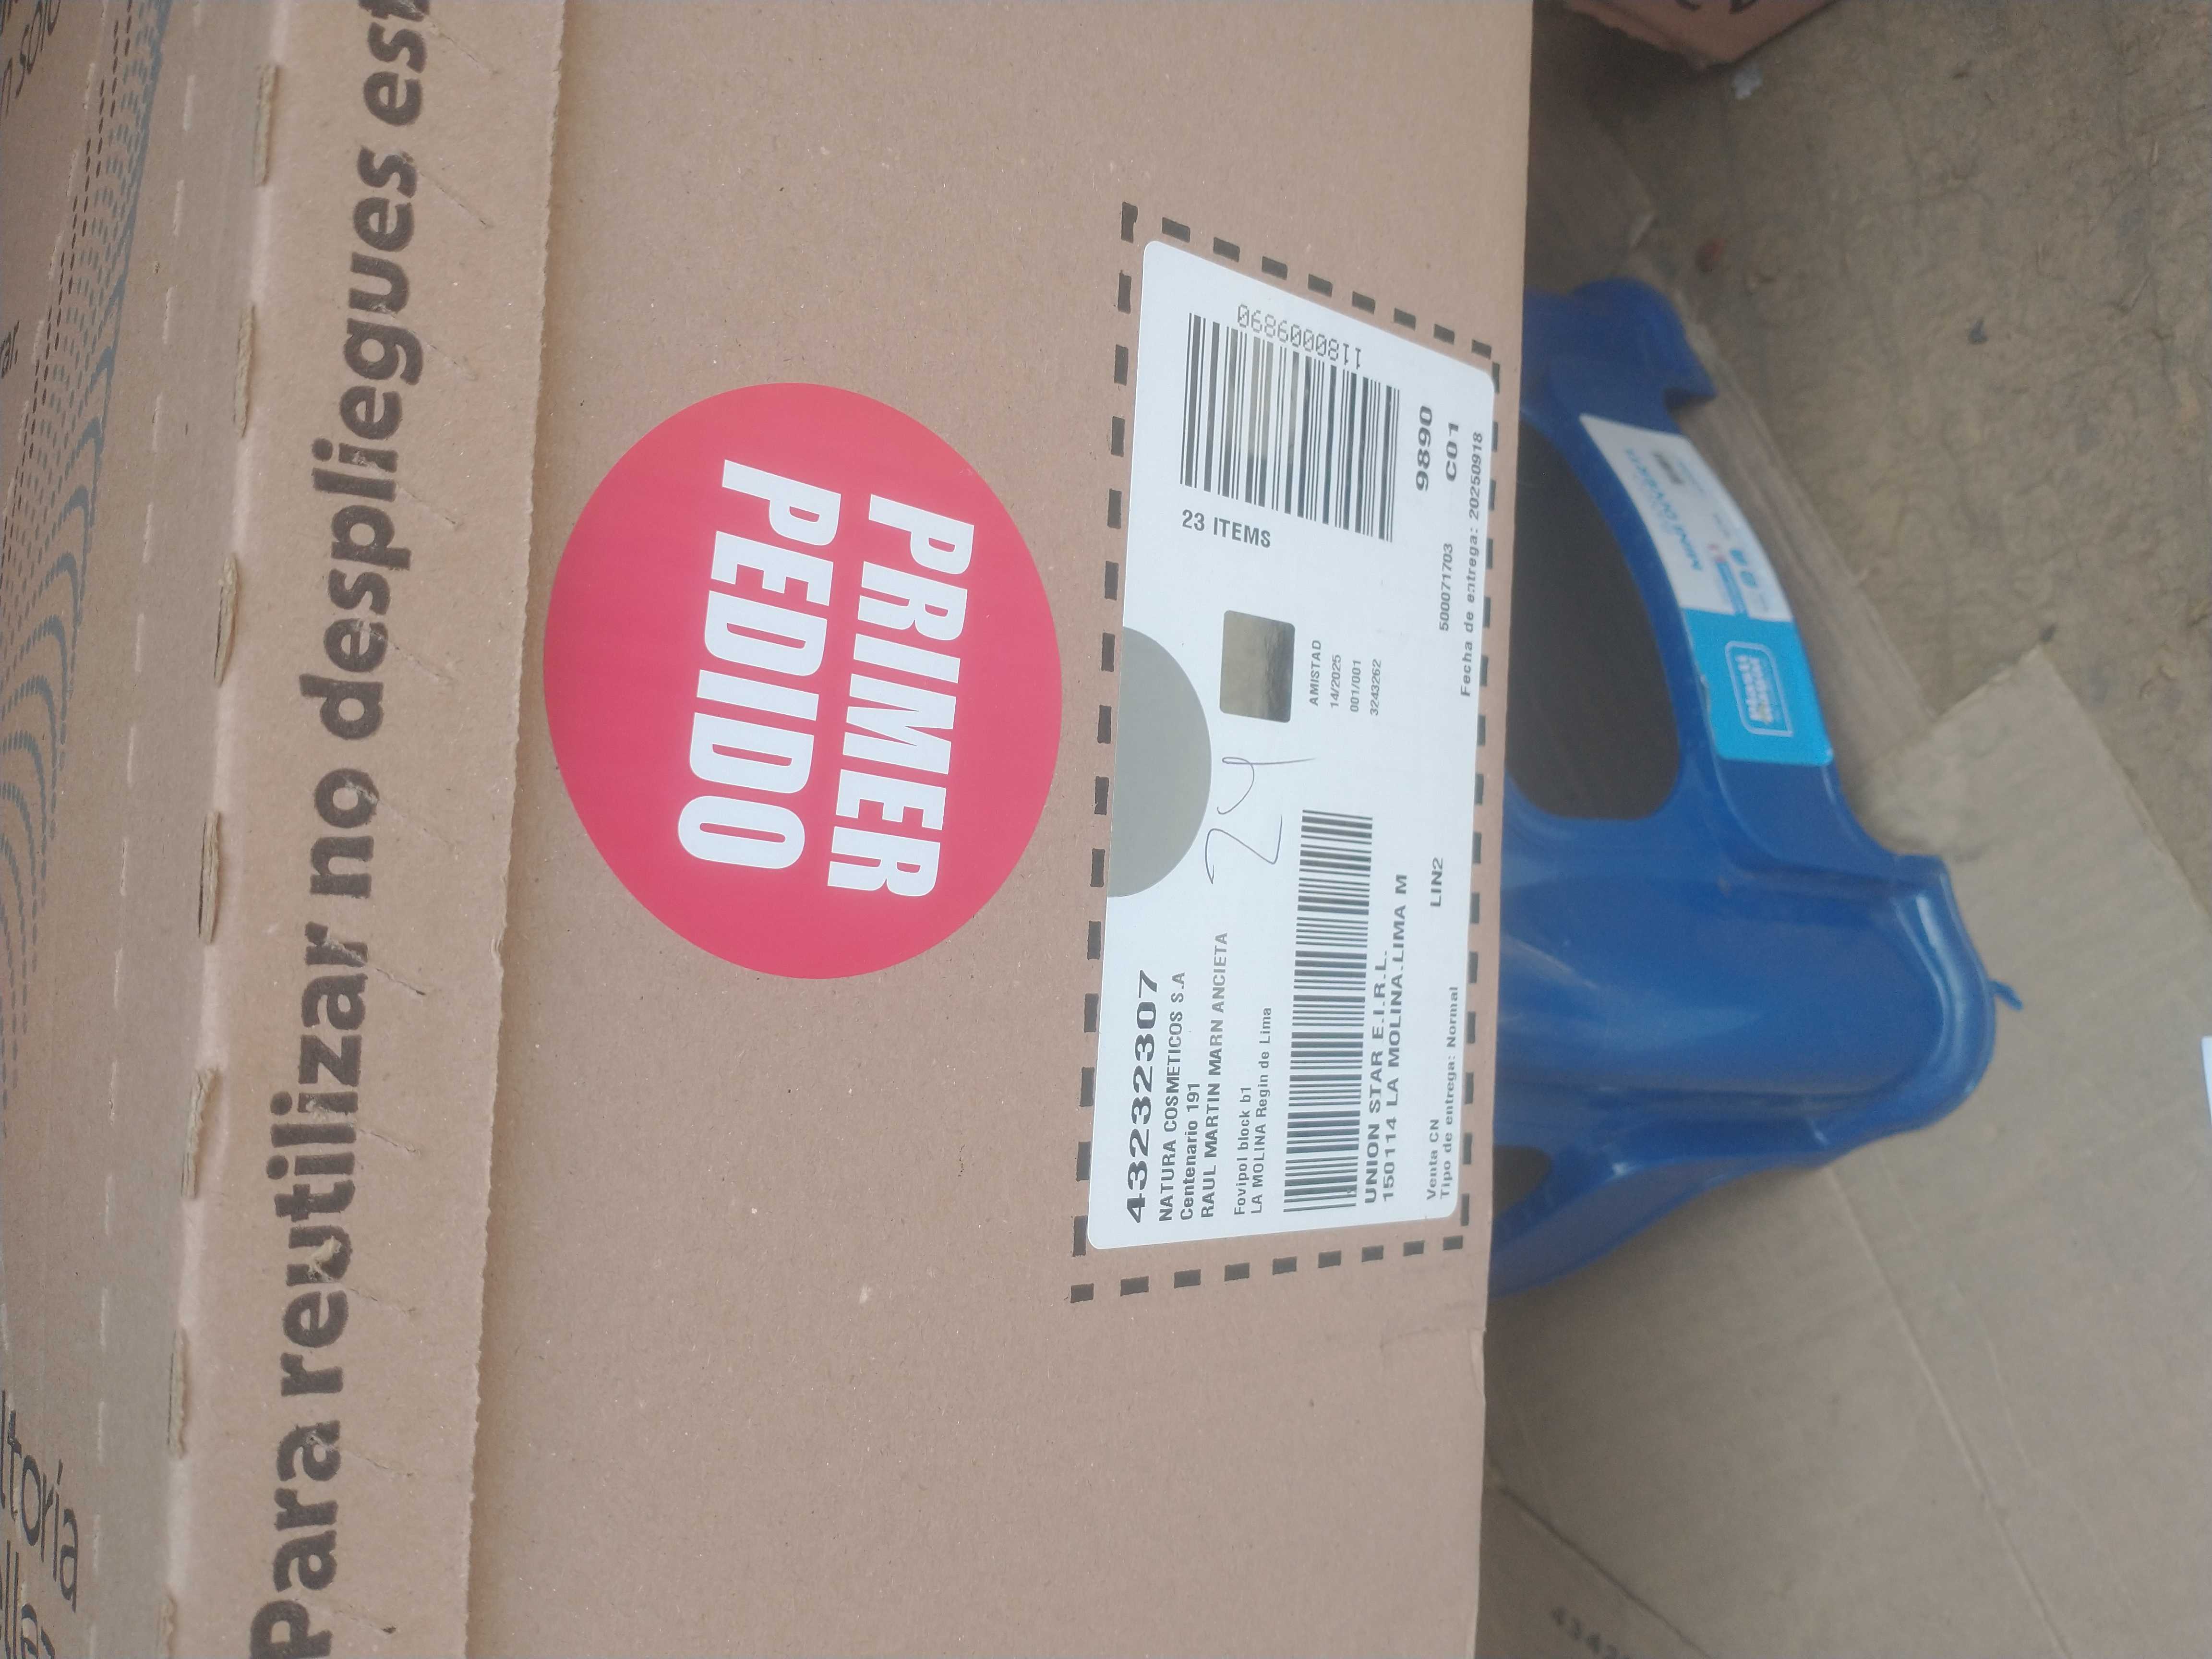 Para reutilizar no despliegues est
PRIMER
PEDIDO
43232307
NATURA COSMETICOS S.A
Centenario 191
RAUL MARTIN MARN ANCIETA
Fovipol block b1
LA MOLINA Regin de Lima
UNION STAR E.I.R.L.
150114 LA MOLINA.LIMA M
Venta CN
LIN2
Tipo de entrega: Normal
24
AMISTAD
14/2025
001/001
3243262
23 ITEMS
1180009890
9890
500071703
C01
Fecha de entrega: 20250918